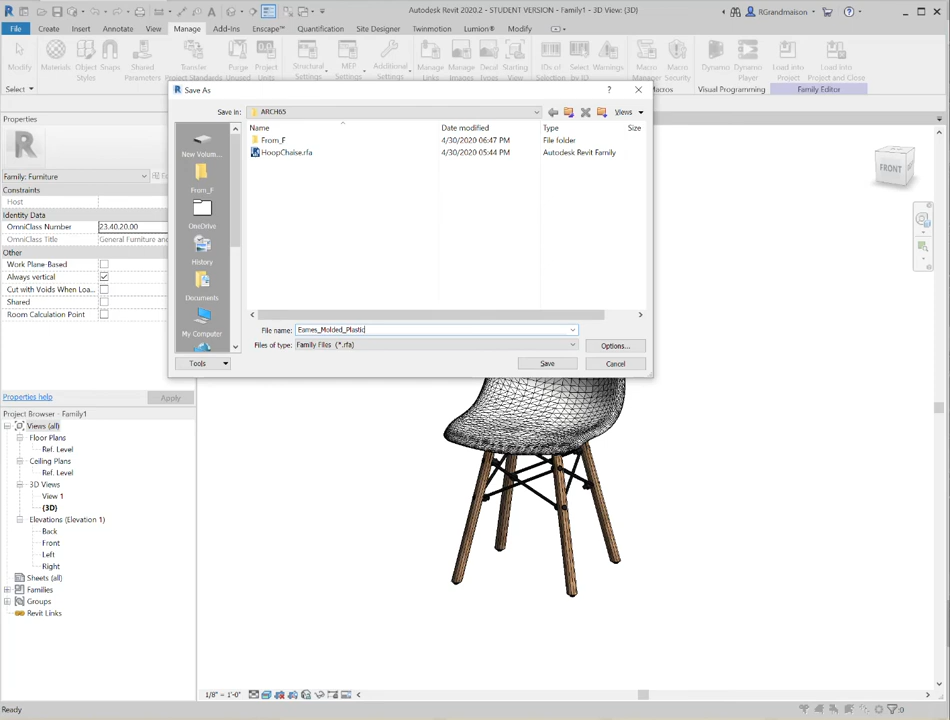 Autodesk Revit 2020.2 - STUDENT VERSION - Family1 - 3D View: {3D}
RGrandmaison
File Create Insert Annotate View Manage Add-Ins Enscape™ Quantification Site Designer Twinmotion Lumion® Modify
Modify Materials Object Styles Snaps Shared Parameters Transfer Project Standards Purge Unused Project Units Structural Settings MEP Settings Additional Settings Manage Links Manage Images Decal Types Starting View IDs of Selection Select by ID Warnings Macro Manager Macro Security Dynamo Dynamo Player Load into Project Load into Project and Close
Select Macros Visual Programming Family Editor
Save As
Save in: ARCH65 Views
Name Date modified Type Size
From_F 4/30/2020 06:47 PM File folder
HoopChaise.rfa 4/30/2020 05:44 PM Autodesk Revit Family
New Volum...
From_F
OneDrive
History
Documents
My Computer
File name: Eames_Molded_Plastic
Files of type: Family Files (*.rfa) Options...
Tools Save Cancel
Properties
Family: Furniture
Constraints
Host
Identity Data
OmniClass Number 23.40.20.00
OmniClass Title General Furniture and
Other
Work Plane-Based
Always vertical
Cut with Voids When Loa...
Shared
Room Calculation Point
Properties help Apply
Project Browser - Family1
Views (all)
Floor Plans
Ref. Level
Ceiling Plans
Ref. Level
3D Views
View 1
{3D}
Elevations (Elevation 1)
Back
Front
Left
Right
Sheets (all)
Families
Groups
Revit Links
FRONT
1/8" = 1'-0"
Ready
:0